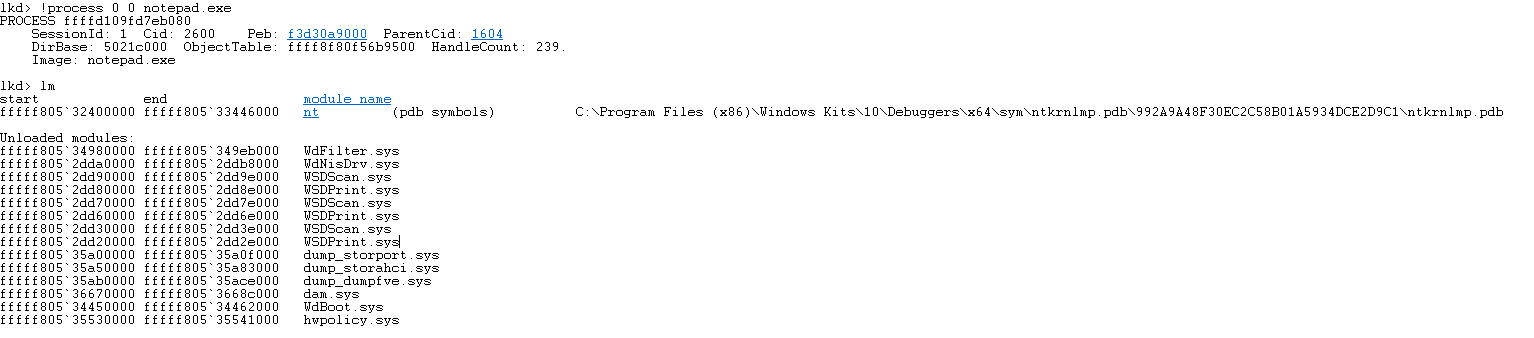 lkd> !process 0 0 notepad.exe
PROCESS ffffd109fd7eb080
    SessionId: 1  Cid: 2600    Peb: f3d30a9000  ParentCid: 1604
    DirBase: 5021c000  ObjectTable: ffff8f80f56b9500  HandleCount: 239.
    Image: notepad.exe

lkd> lm
start             end                 module name
fffff805`32400000 fffff805`33446000   nt         (pdb symbols)          C:\Program Files (x86)\Windows Kits\10\Debuggers\x64\sym\ntkrnlmp.pdb\992A9A48F30EC2C58B01A5934DCE2D9C1\ntkrnlmp.pdb

Unloaded modules:
fffff805`34980000 fffff805`349eb000   WdFilter.sys
fffff805`2dda0000 fffff805`2ddb8000   WdNisDrv.sys
fffff805`2dd90000 fffff805`2dd9e000   WSDScan.sys
fffff805`2dd80000 fffff805`2dd8e000   WSDPrint.sys
fffff805`2dd70000 fffff805`2dd7e000   WSDScan.sys
fffff805`2dd60000 fffff805`2dd6e000   WSDPrint.sys
fffff805`2dd30000 fffff805`2dd3e000   WSDScan.sys
fffff805`2dd20000 fffff805`2dd2e000   WSDPrint.sys
fffff805`35a00000 fffff805`35a0f000   dump_storport.sys
fffff805`35a50000 fffff805`35a83000   dump_storahci.sys
fffff805`35ab0000 fffff805`35ace000   dump_dumpfve.sys
fffff805`36670000 fffff805`3668c000   dam.sys
fffff805`34450000 fffff805`34462000   WdBoot.sys
fffff805`35530000 fffff805`35541000   hwpolicy.sys